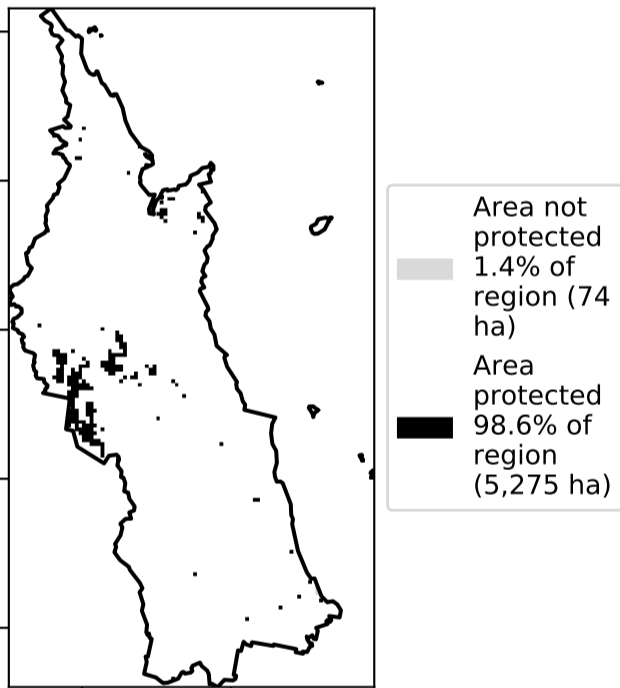 Area not
protected
1.4% of
region (74
ha)
Area
protected
98.6% of
region
(5,275 ha)